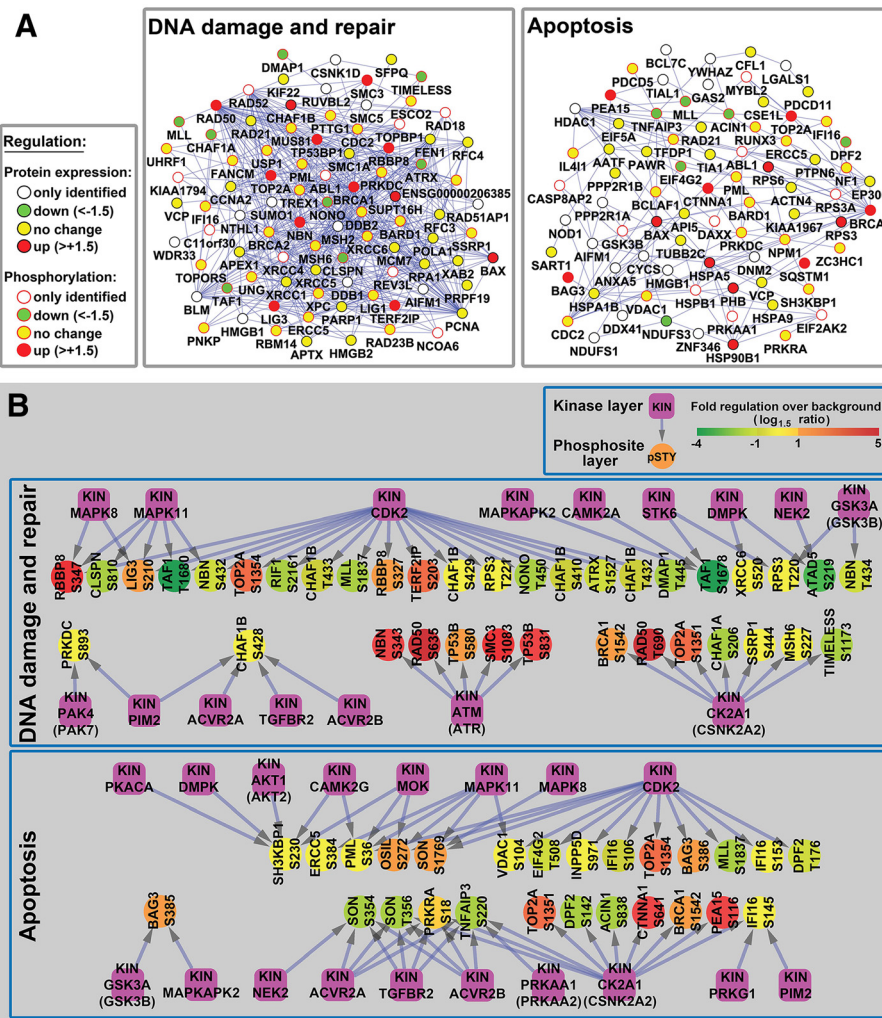 A
DNA damage and repair
Apoptosis
Regulation:
Protein expression:
only identified
down (<-1.5)
no change
up (>+1.5)
Phosphorylation:
only identified
down (<-1.5)
no change
up (>+1.5)
DMAP1
CSNK1D
SFPQ
KIF22
SMC3
TIMELESS
RAD52
RUVBL2
ESCO2
RAD50
CHAF1B
SMC5
RAD18
MLL
RAD21
PTTG1
TOPBP1
CHAF1A
MUS81
CDC2
FEN1
RFC4
UHRF1
USP1
TP53BP1
RBBP8
FANCM
PML
SMC1A
ATRX
KIAA1794
TOP2A
ABL1
PRKDC
ENSG00000206385
CCNA2
TREX1
BRCA1
VCP
IFI16
SUMO1
NONO
SUPT16H
RAD51AP1
NTHL1
NBN
DDB2
BARD1
RFC3
C11orf30
BRCA2
MSH2
XRCC6
POLA1
SSRP1
WDR33
APEX1
MSH6
CLSPN
MCM7
XAB2
BAX
TOPORS
XRCC4
RPA1
UNG
XRCC5
REV3L
TAF1
XRCC1
DDB1
AIFM1
PRPF19
BLM
XPC
LIG1
PCNA
LIG3
PARP1
TERF2IP
HMGB1
ERCC5
RAD23B
NCOA6
PNKP
RBM14
HMGB2
APTX
BCL7C
YWHAZ
CFL1
LGALS1
PDCD5
TIAL1
GAS2
MYBL2
PEA15
PDCD11
HDAC1
MLL
CSE1L
TNFAIP3
ACIN1
TOP2A
IFI16
EIF5A
RAD21
RUNX3
AATF
TFDP1
ERCC5
DPF2
IL4I1
PAWR
TIA1
ABL1
PTPN6
EIF4G2
RPS6
NF1
PPP2R1B
PML
EP300
CASP8AP2
CTNNA1
ACTN4
RPS3A
BCLAF1
BARD1
BRCA1
PPP2R1A
API5
KIAA1967
NOD1
BAX
DAXX
RPS3
GSK3B
PRKDC
NPM1
AIFM1
TUBB2C
ZC3HC1
SART1
CYCS
DNM2
SQSTM1
ANXA5
HSPA5
BAG3
HMGB1
VCP
HSPB1
PHB
SH3KBP1
HSPA1B
VDAC1
HSPA9
CDC2
DDX41
PRKAA1
EIF2AK2
NDUFS3
ZNF346
PRKRA
NDUFS1
HSP90B1
B
Kinase layer
KIN
Phosphosite
layer
pSTY
Fold regulation over background
(log1.5 ratio)
-4 -1 1 5
DNA damage and repair
KIN
MAPK8
KIN
MAPK11
KIN
CDK2
KIN
MAPKAPK2
KIN
CAMK2A
KIN
STK6
KIN
DMPK
KIN
NEK2
KIN
GSK3A
(GSK3B)
RBBP8
S347
CLSPN
S810
LIG3
S210
TAF1
T1680
NBN
S432
TOP2A
S1354
RIF1
S2161
CHAF1B
T433
MLL
S1837
RBBP8
S327
TERF2IP
S203
CHAF1B
S429
RPS3
T221
NONO
T450
CHAF1B
S410
ATRX
S1527
CHAF1B
T432
DMAP1
T445
TAF1
S1678
XRCC6
S520
RPS3
T220
ATAD5
S219
NBN
T434
PRKDC
S893
CHAF1B
S428
NBN
S343
RAD50
S635
TP53B
S580
SMC3
S1083
TP53B
S831
BRCA1
S1542
RAD50
T690
TOP2A
S1351
CHAF1A
S206
SSRP1
S444
MSH6
S227
TIMELESS
S1173
KIN
PAK4
(PAK7)
KIN
PIM2
KIN
ACVR2A
KIN
TGFBR2
KIN
ACVR2B
KIN
ATM
(ATR)
KIN
CK2A1
(CSNK2A2)
Apoptosis
KIN
PKACA
KIN
DMPK
KIN
AKT1
(AKT2)
KIN
CAMK2G
KIN
MOK
KIN
MAPK11
KIN
MAPK8
KIN
CDK2
SH3KBP1
S230
ERCC5
S384
PML
S36
OSIL
S272
SON
S1769
VDAC1
S104
EIF4G2
T508
INPP5D
S971
IFI16
S106
TOP2A
S1354
BAG3
S386
MLL
S1837
IFI16
S153
DPF2
T176
BAG3
S385
SON
S354
SON
T356
PRKRA
S18
TNFAIP3
S220
TOP2A
S1351
DPF2
S142
ACIN1
S838
CTNNA1
S641
BRCA1
S1542
PEA15
S116
IFI16
S145
KIN
GSK3A
(GSK3B)
KIN
MAPKAPK2
KIN
NEK2
KIN
ACVR2A
KIN
TGFBR2
KIN
ACVR2B
KIN
PRKAA1
(PRKAA2)
KIN
CK2A1
(CSNK2A2)
KIN
PRKG1
KIN
PIM2